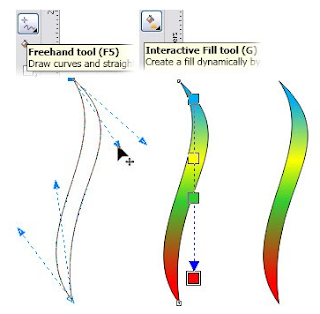 Freehand tool (F5)
Draw curves and straigh
Interactive Fill tool (G)
Create a fill dynamically by